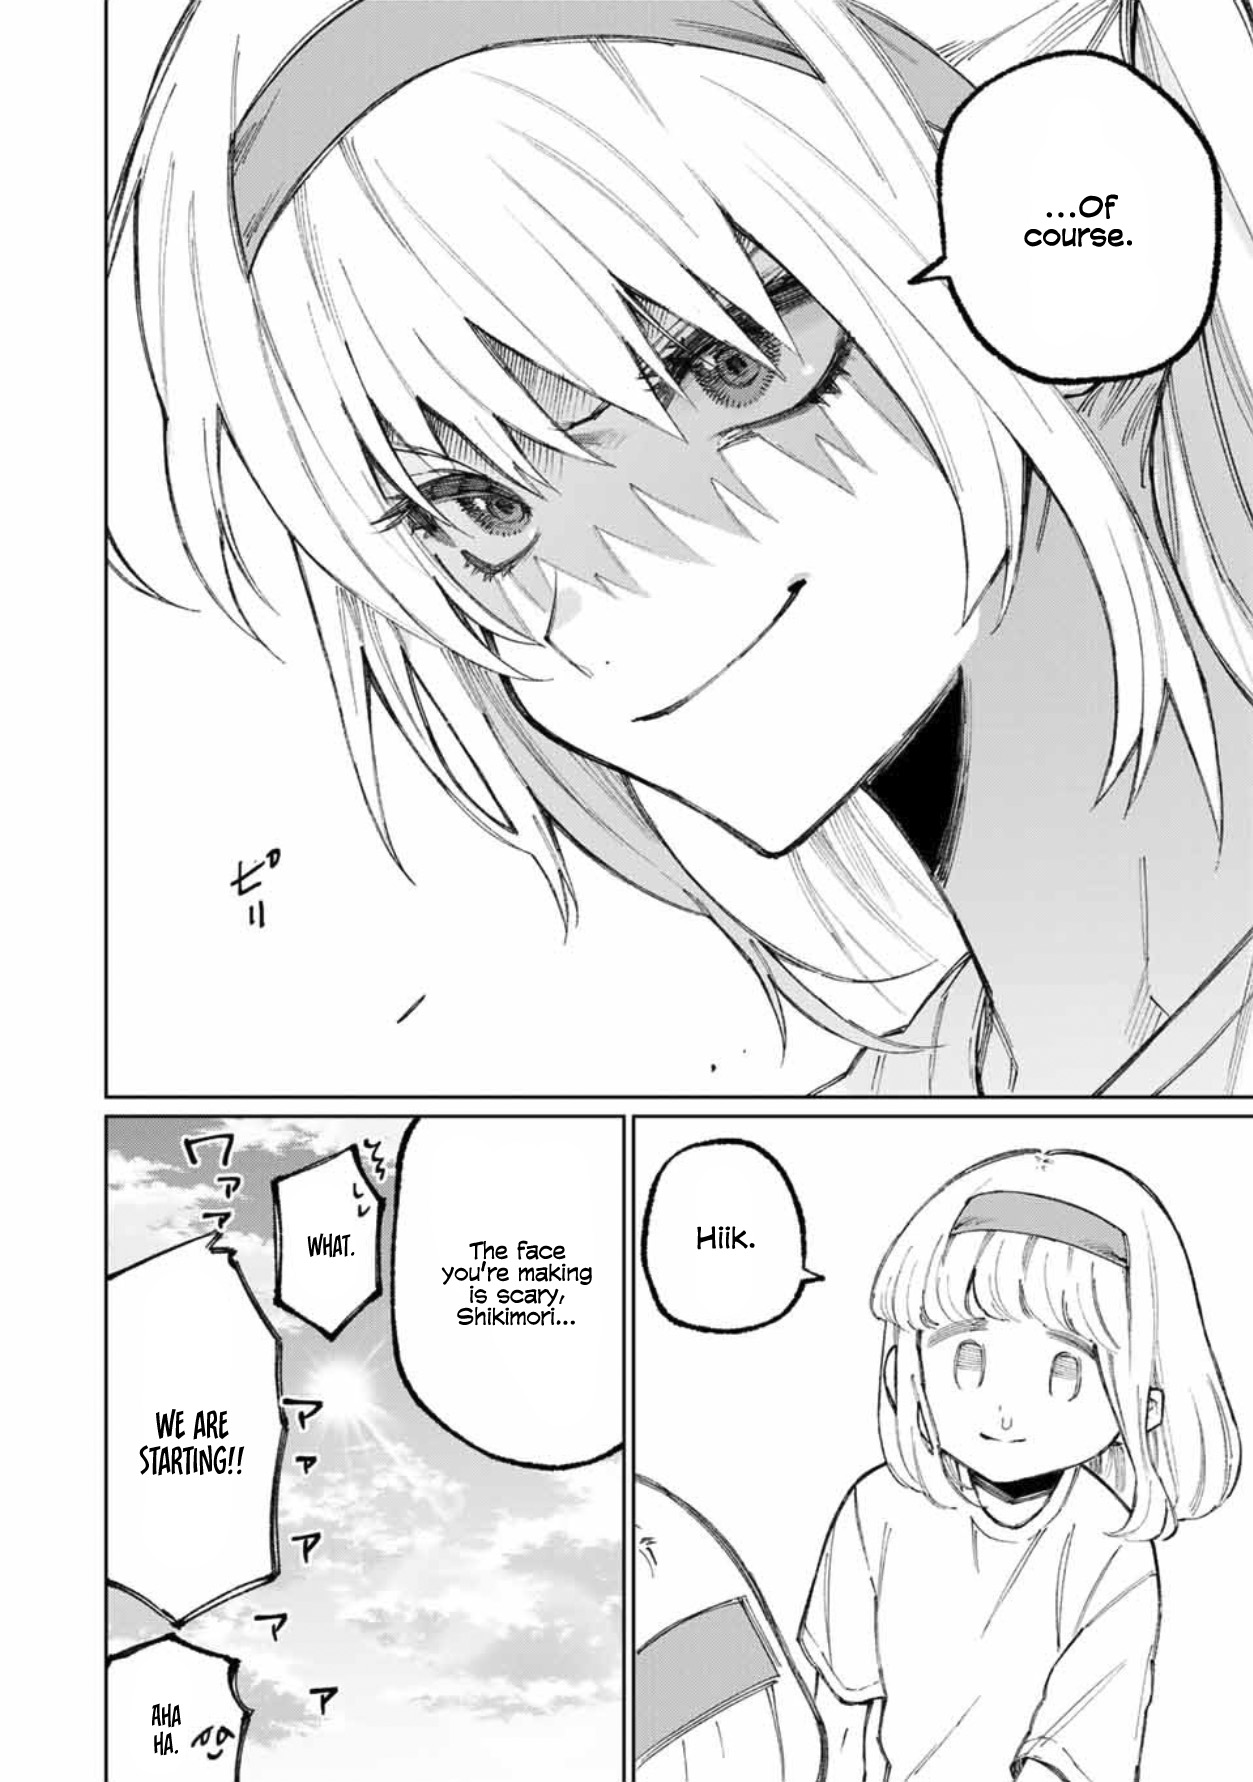 ...Of
course.
ピリ
Hiik.
The face
you're making
is scary,
Shikimori...
WHAT.
ワァァ
WE ARE
STARTING!!
アァアァァ
AHA
HA.